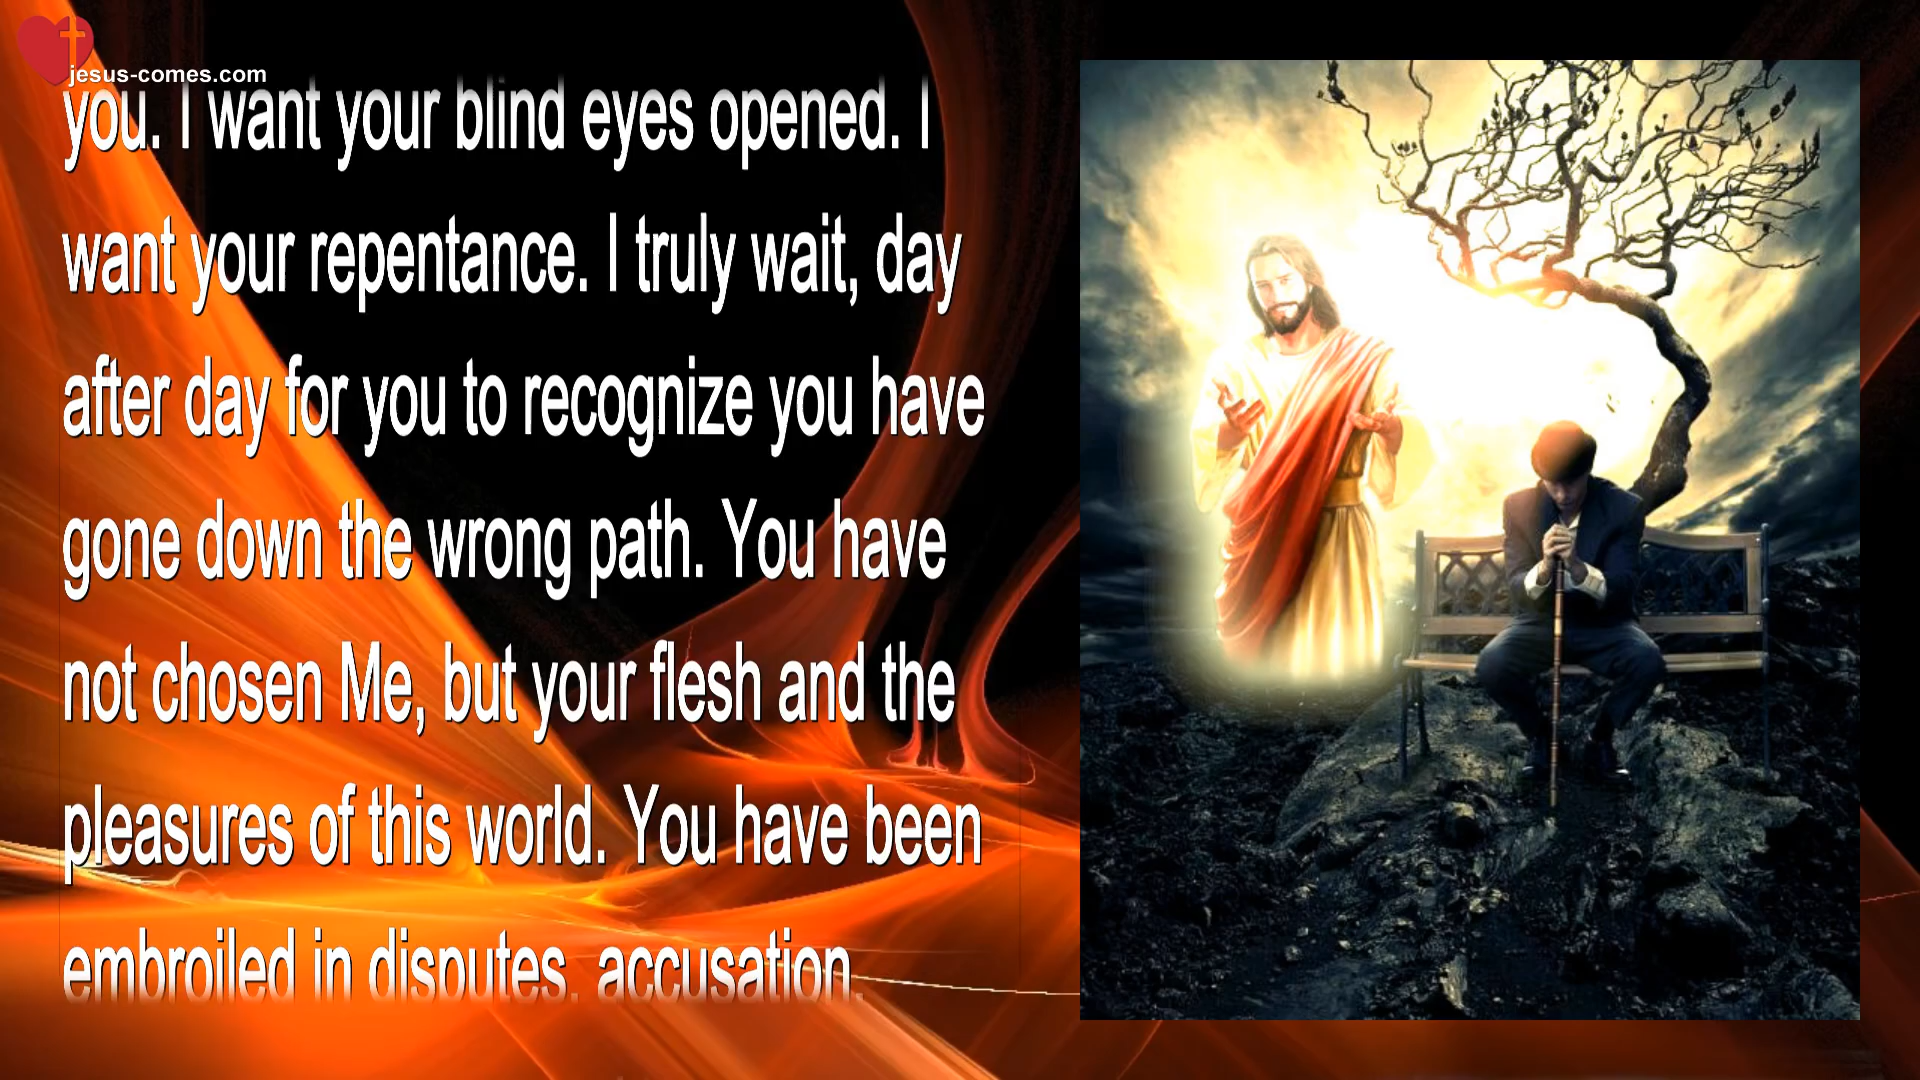 jesus-comes.com
you. I want your blind eyes opened. I
want your repentance. I truly wait, day
after day for you to recognize you have
gone down the wrong path. You have
not chosen Me, but your flesh and the
pleasures of this world. You have been
embroiled in disputes, accusation,